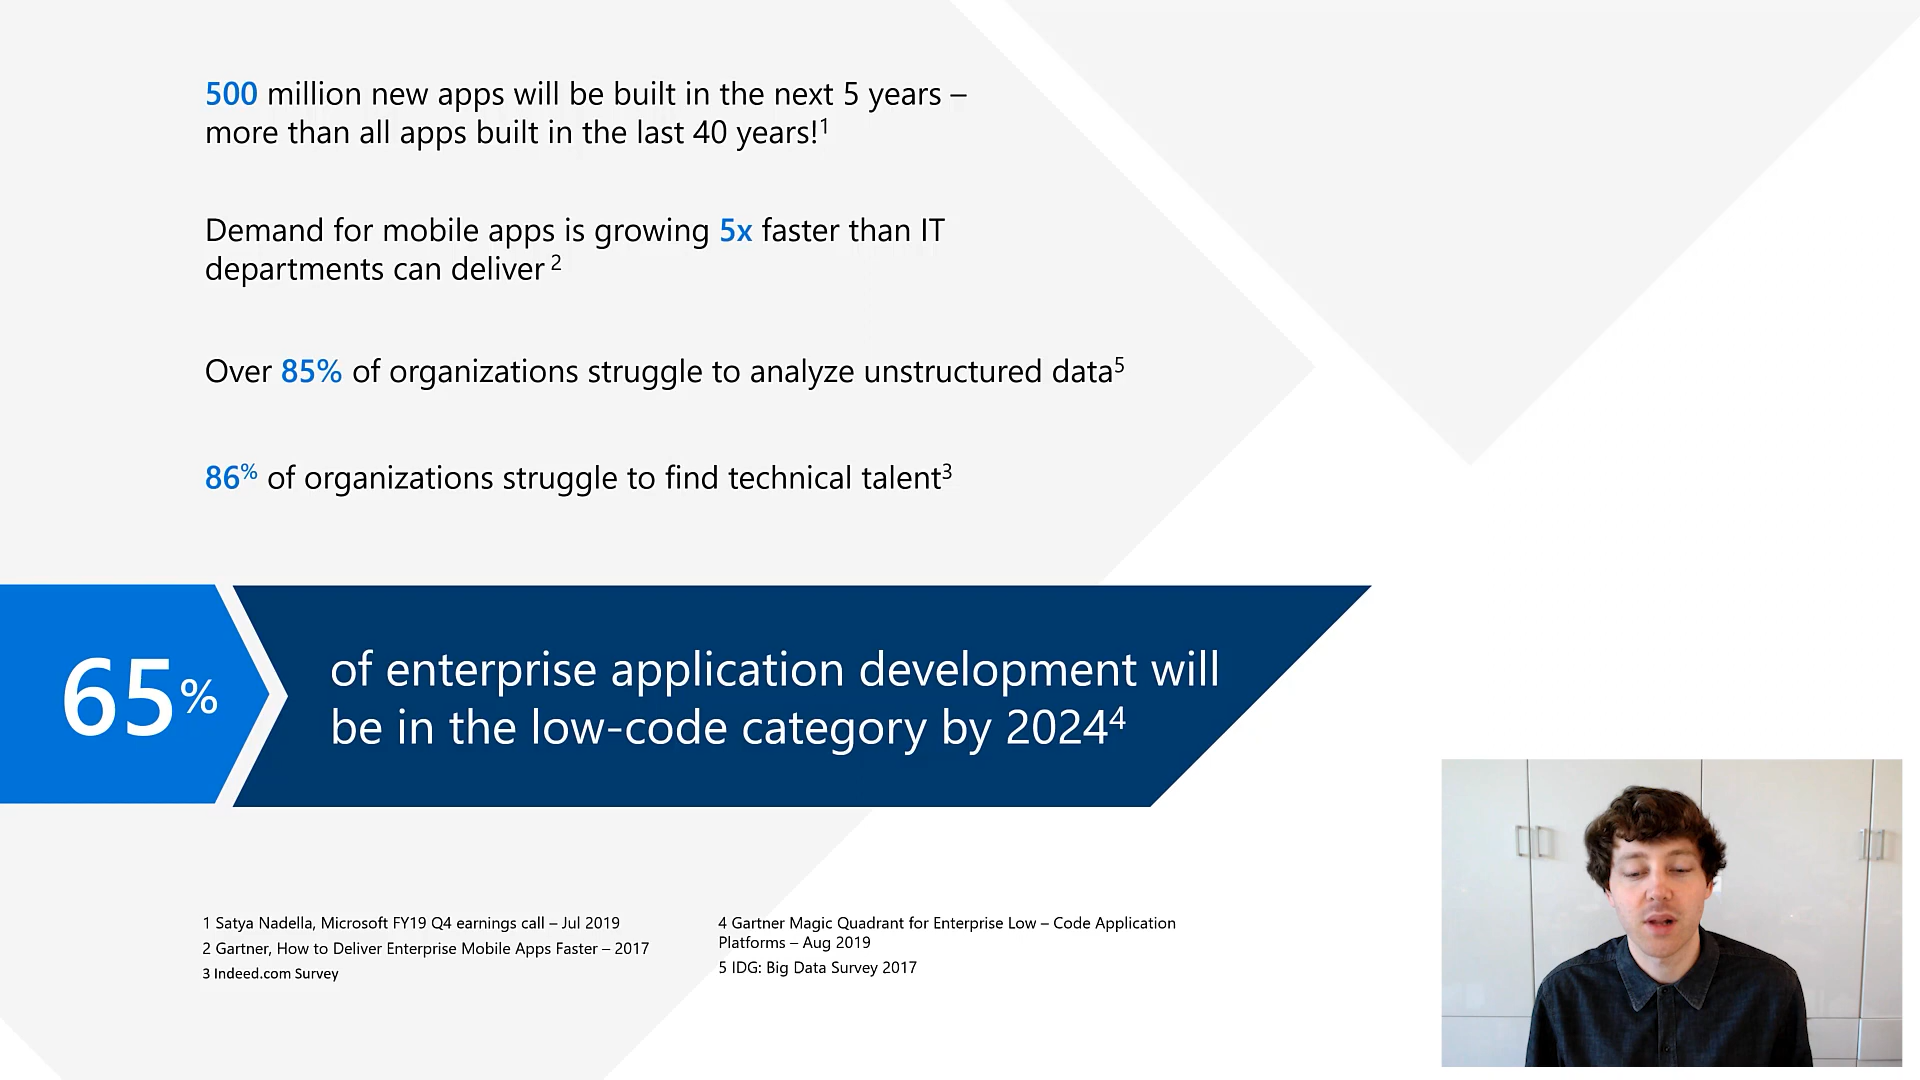 500 million new apps will be built in the next 5 years –
more than all apps built in the last 40 years!¹
Demand for mobile apps is growing 5x faster than IT
departments can deliver ²
Over 85% of organizations struggle to analyze unstructured data⁵
86% of organizations struggle to find technical talent³
65%
of enterprise application development will
be in the low-code category by 2024⁴
1 Satya Nadella, Microsoft FY19 Q4 earnings call – Jul 2019
2 Gartner, How to Deliver Enterprise Mobile Apps Faster – 2017
3 Indeed.com Survey
4 Gartner Magic Quadrant for Enterprise Low – Code Application
Platforms – Aug 2019
5 IDG: Big Data Survey 2017